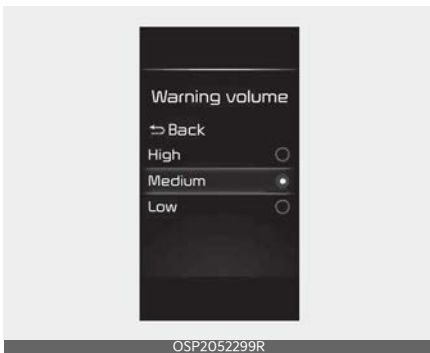 Warning volume
Back
High
Medium
Low
OSP2052299R